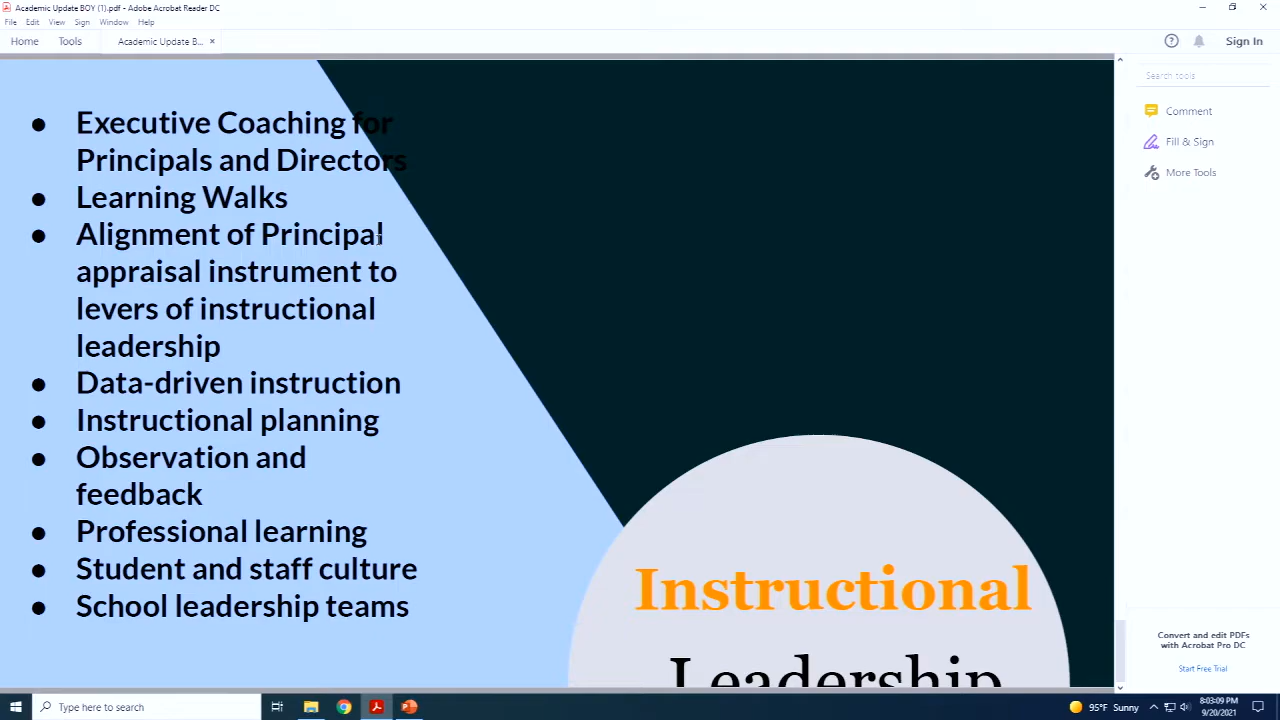 Academic Update BOY (1).pdf - Adobe Acrobat Reader DC
File Edit View Sign Window Help
Home Tools Academic Update B... ×
Sign In
Search tools
Comment
Fill & Sign
More Tools
• Executive Coaching for
Principals and Directors
• Learning Walks
• Alignment of Principal
appraisal instrument to
levers of instructional
leadership
• Data-driven instruction
• Instructional planning
• Observation and
feedback
• Professional learning
• Student and staff culture
• School leadership teams
Instructional
Leadership
Convert and edit PDFs
with Acrobat Pro DC
Start Free Trial
Type here to search
95°F Sunny
8:03:09 PM
9/20/2021